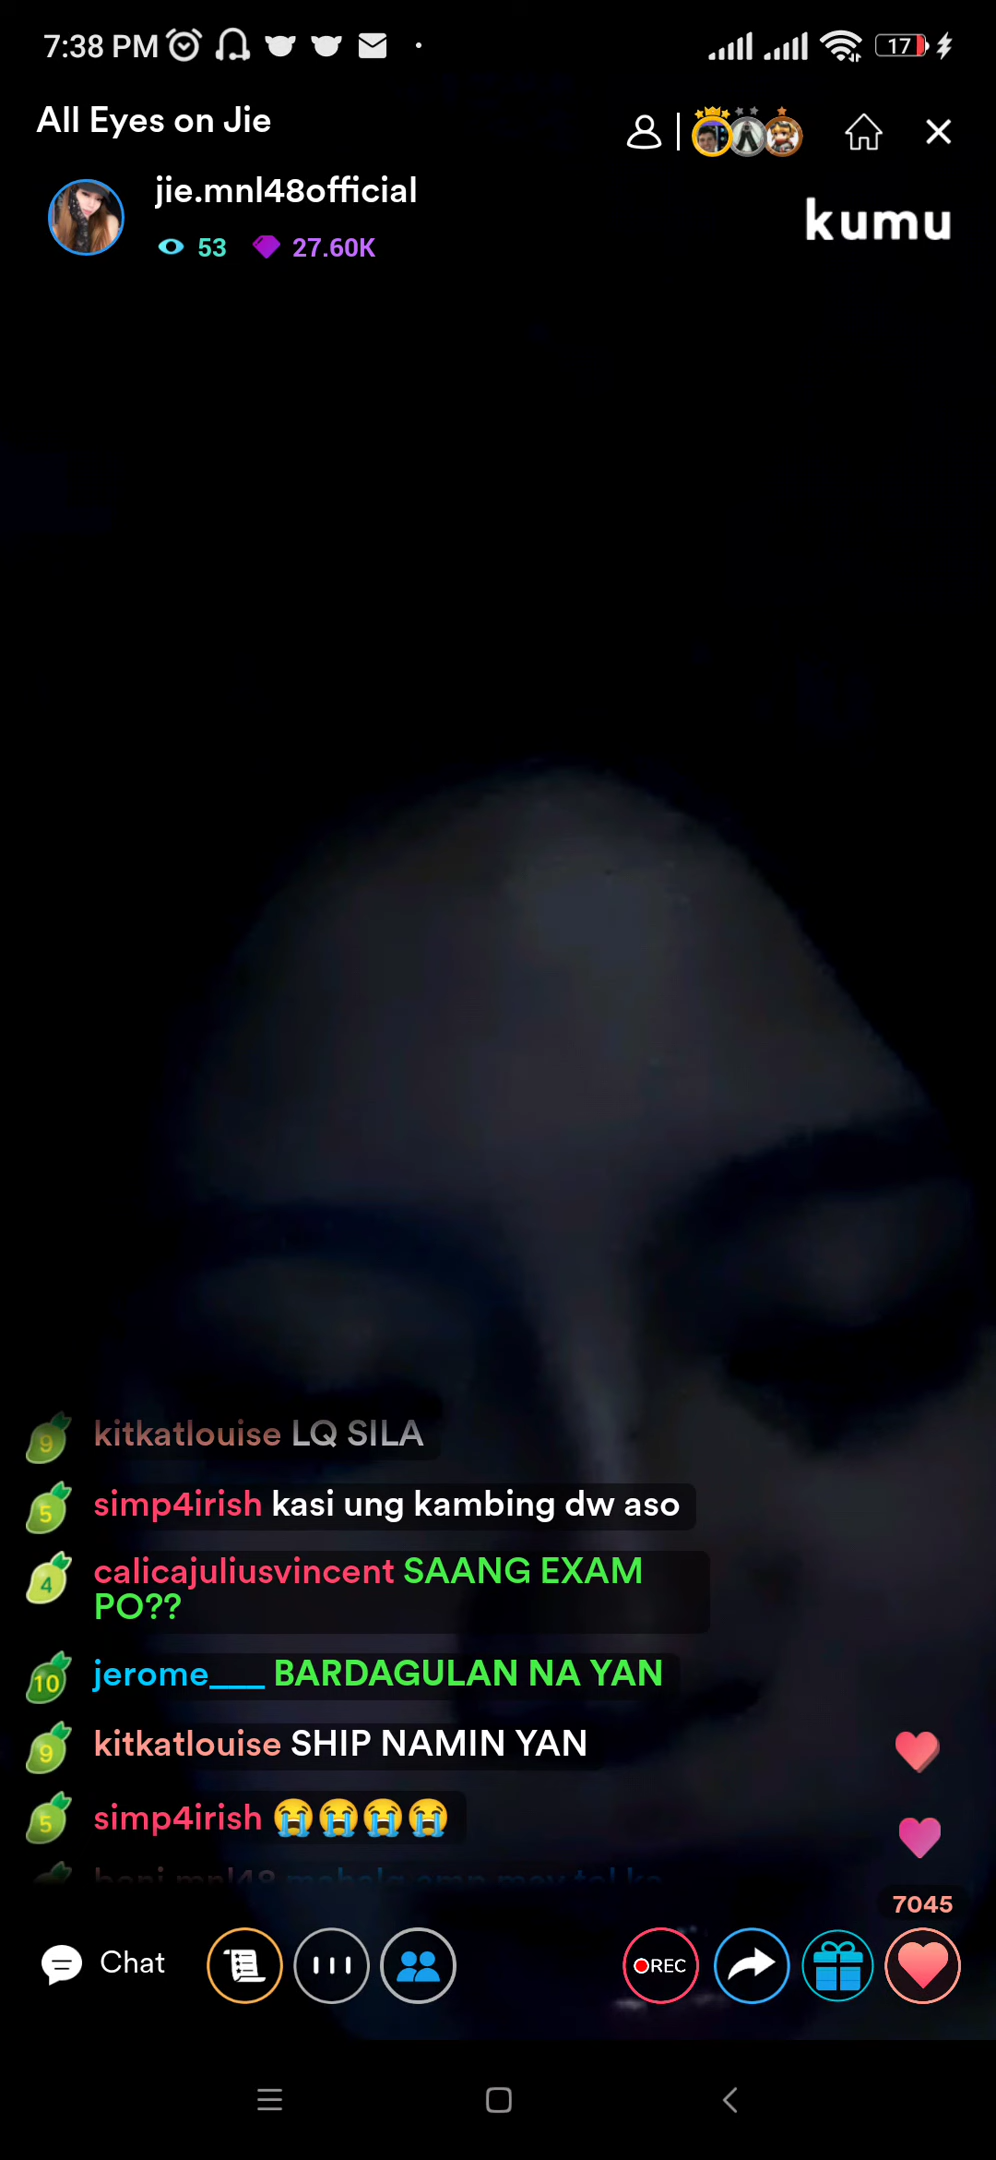 7:38 PM
17
All Eyes on Jie
jie.mnl48official
53 27.60K
kumu
9 kitkatlouise LQ SILA
5 simp4irish kasi ung kambing dw aso
4 calicajuliusvincent SAANG EXAM
PO??
10 jerome___ BARDAGULAN NA YAN
9 kitkatlouise SHIP NAMIN YAN
5 simp4irish 😭😭😭😭
7045
Chat
REC